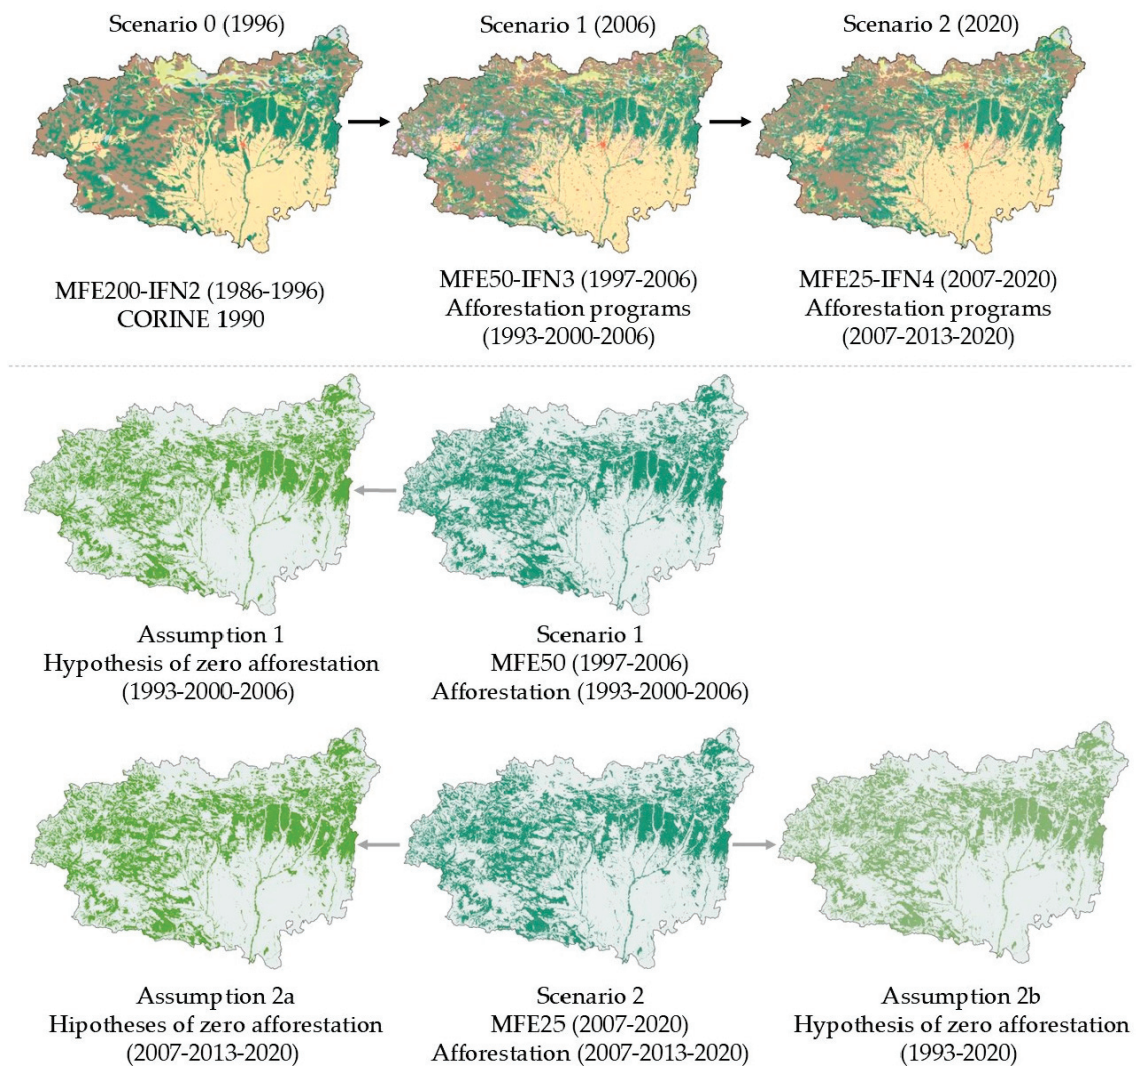 Scenario 0 (1996)
Scenario 1 (2006)
Scenario 2 (2020)
MFE200-IFN2 (1986-1996)
CORINE 1990
MFE50-IFN3 (1997-2006)
Afforestation programs
(1993-2000-2006)
MFE25-IFN4 (2007-2020)
Afforestation programs
(2007-2013-2020)
Assumption 1
Hypothesis of zero afforestation
(1993-2000-2006)
Scenario 1
MFE50 (1997-2006)
Afforestation (1993-2000-2006)
Assumption 2a
Hipotheses of zero afforestation
(2007-2013-2020)
Scenario 2
MFE25 (2007-2020)
Afforestation (2007-2013-2020)
Assumption 2b
Hypothesis of zero afforestation
(1993-2020)